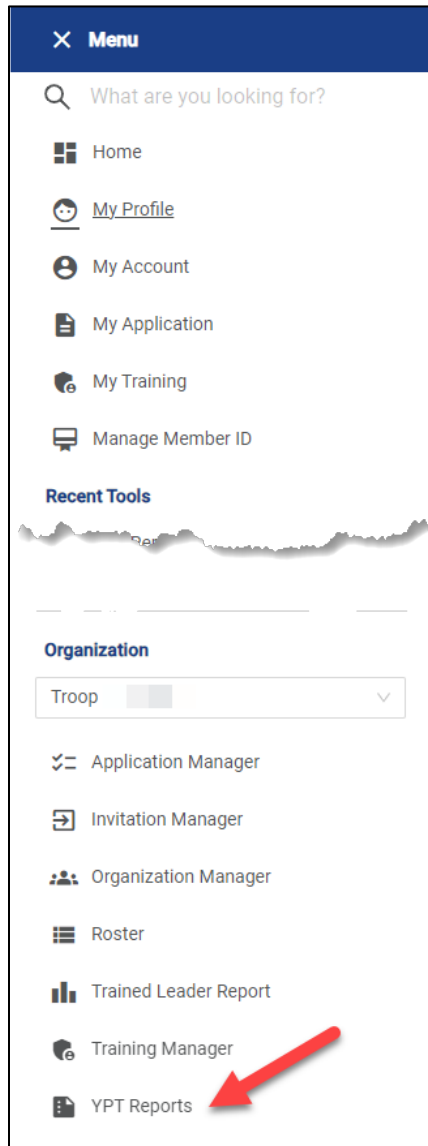 Menu
What are you looking for?
Home
My Profile
My Account
My Application
My Training
Manage Member ID
Recent Tools
Organization
Troop
Application Manager
Invitation Manager
Organization Manager
Roster
Trained Leader Report
Training Manager
YPT Reports